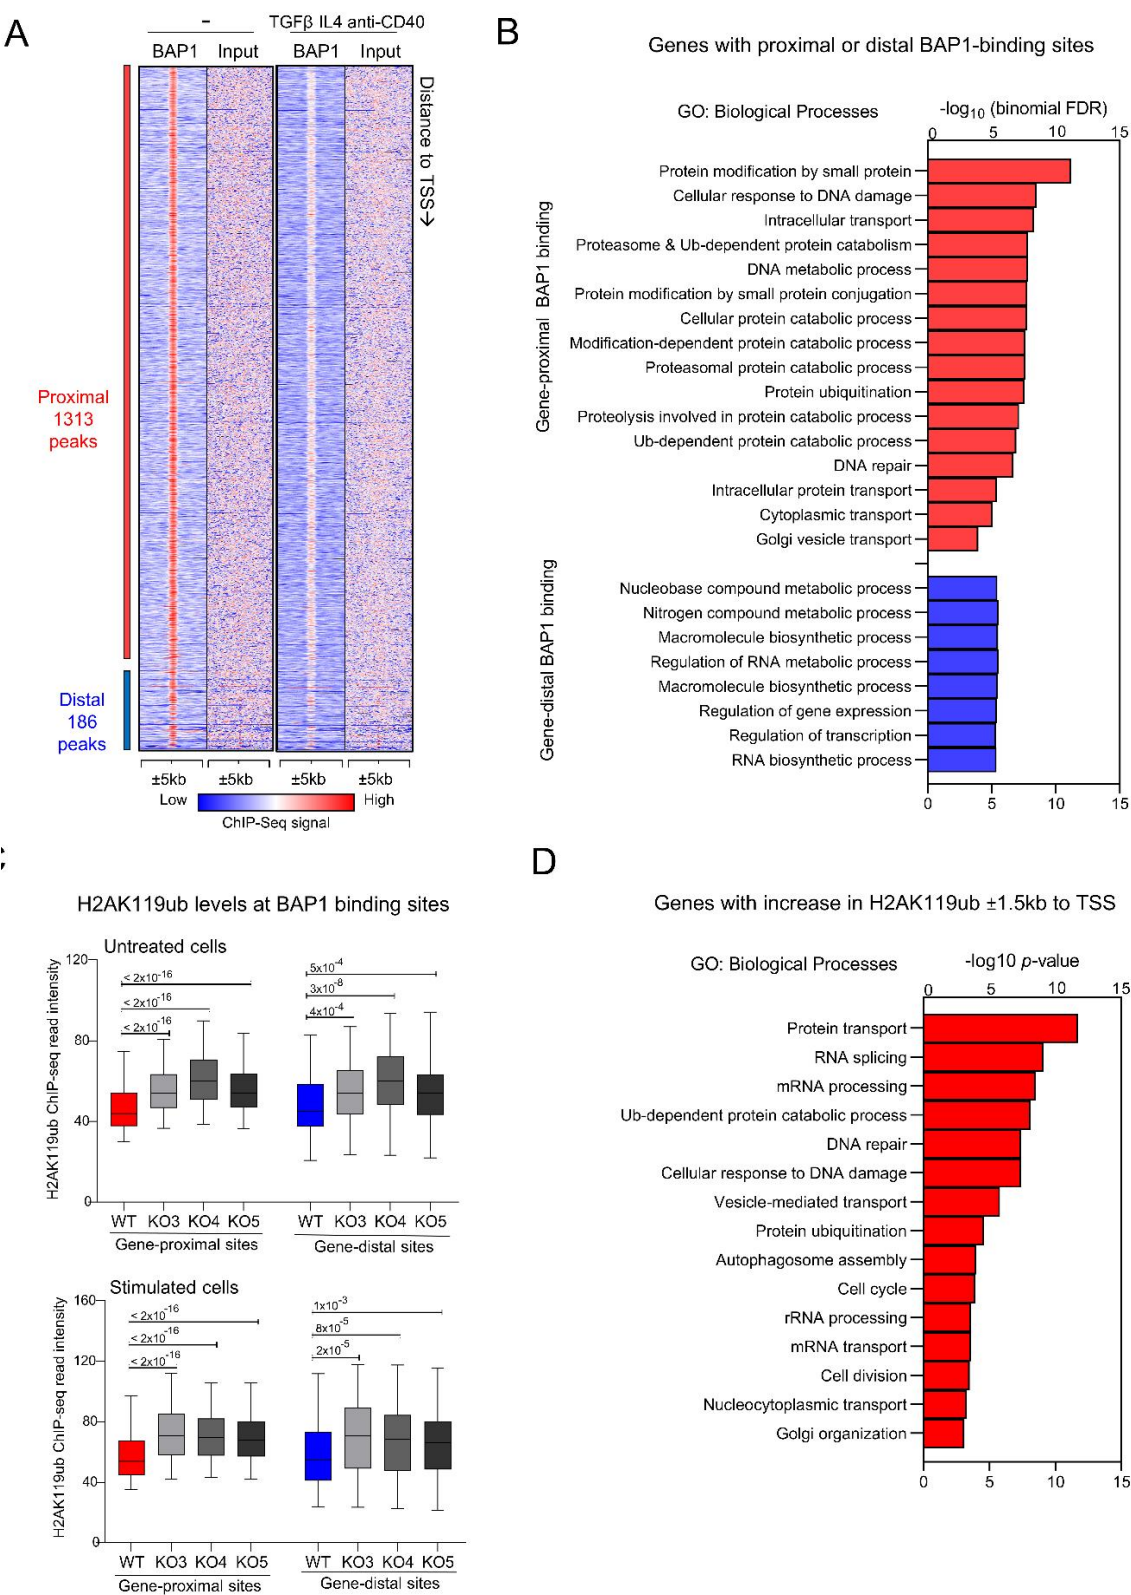 A
–
TGFβ IL4 anti-CD40
BAP1
Input
BAP1
Input
Distance to TSS→
Proximal
1313
peaks
Distal
186
peaks
±5kb
±5kb
±5kb
±5kb
Low
High
ChIP-Seq signal
B
Genes with proximal or distal BAP1-binding sites
GO: Biological Processes
-log10 (binomial FDR)
0 5 10 15
Gene-proximal BAP1 binding
Protein modification by small protein
Cellular response to DNA damage
Intracellular transport
Proteasome & Ub-dependent protein catabolism
DNA metabolic process
Protein modification by small protein conjugation
Cellular protein catabolic process
Modification-dependent protein catabolic process
Proteasomal protein catabolic process
Protein ubiquitination
Proteolysis involved in protein catabolic process
Ub-dependent protein catabolic process
DNA repair
Intracellular protein transport
Cytoplasmic transport
Golgi vesicle transport
Gene-distal BAP1 binding
Nucleobase compound metabolic process
Nitrogen compound metabolic process
Macromolecule biosynthetic process
Regulation of RNA metabolic process
Macromolecule biosynthetic process
Regulation of gene expression
Regulation of transcription
RNA biosynthetic process
0 5 10 15
H2AK119ub levels at BAP1 binding sites
Untreated cells
H2AK119ub ChIP-seq read intensity
120
80
40
0
< 2x10-16
< 2x10-16
< 2x10-16
5x10-4
3x10-8
4x10-4
WT KO3 KO4 KO5
WT KO3 KO4 KO5
Gene-proximal sites
Gene-distal sites
Stimulated cells
H2AK119ub ChIP-seq read intensity
160
120
80
40
0
< 2x10-16
< 2x10-16
< 2x10-16
1x10-3
8x10-5
2x10-5
WT KO3 KO4 KO5
WT KO3 KO4 KO5
Gene-proximal sites
Gene-distal sites
D
Genes with increase in H2AK119ub ±1.5kb to TSS
GO: Biological Processes
-log10 p-value
0 5 10 15
Protein transport
RNA splicing
mRNA processing
Ub-dependent protein catabolic process
DNA repair
Cellular response to DNA damage
Vesicle-mediated transport
Protein ubiquitination
Autophagosome assembly
Cell cycle
rRNA processing
mRNA transport
Cell division
Nucleocytoplasmic transport
Golgi organization
0 5 10 15